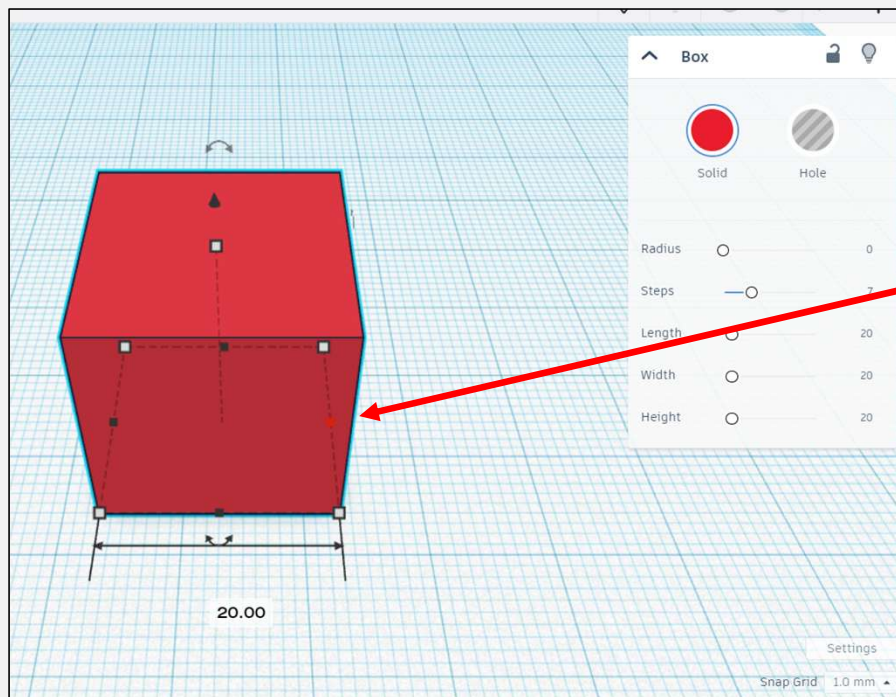 Box
Solid
Hole
Radius 0
Steps 7
Length 20
Width 20
Height 20
20.00
Settings
Snap Grid 1.0 mm